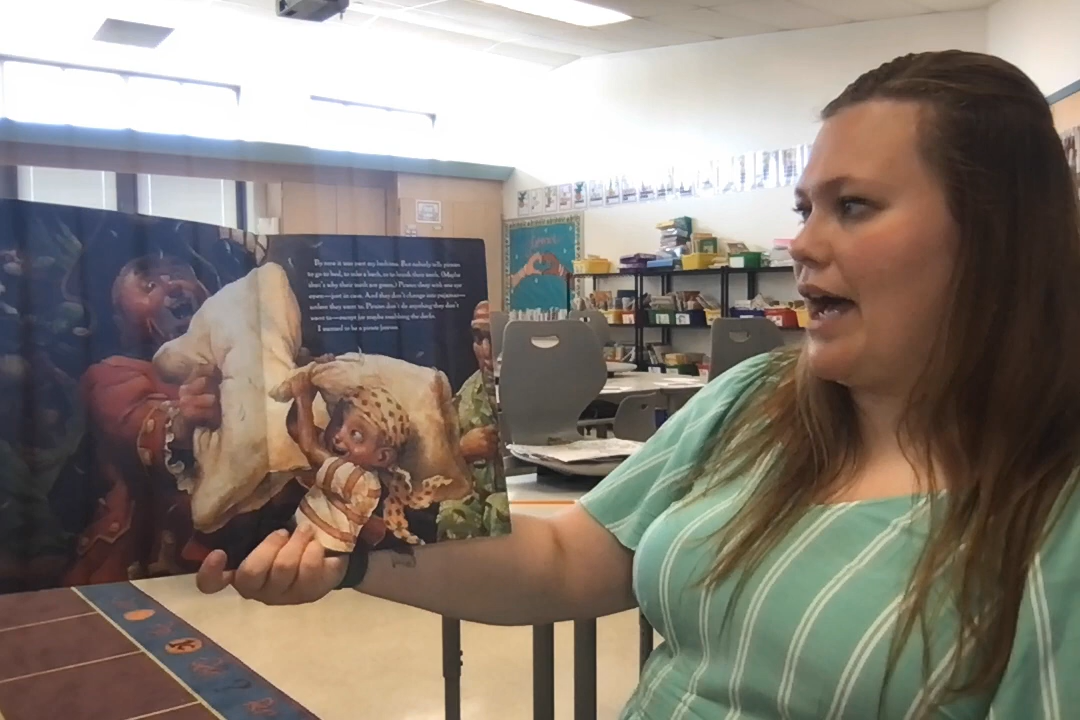 By now it was past my bedtime. But nobody tells pirates
to go to bed, to take a bath, or to brush their teeth. (Maybe
that's why their teeth are green.) Pirates sleep with one eye
open—just in case. And they don't change into pajamas—
unless they want to. Pirates don't do anything they don't
want to—except for maybe swabbing the decks.
I wanted to be a pirate forever.